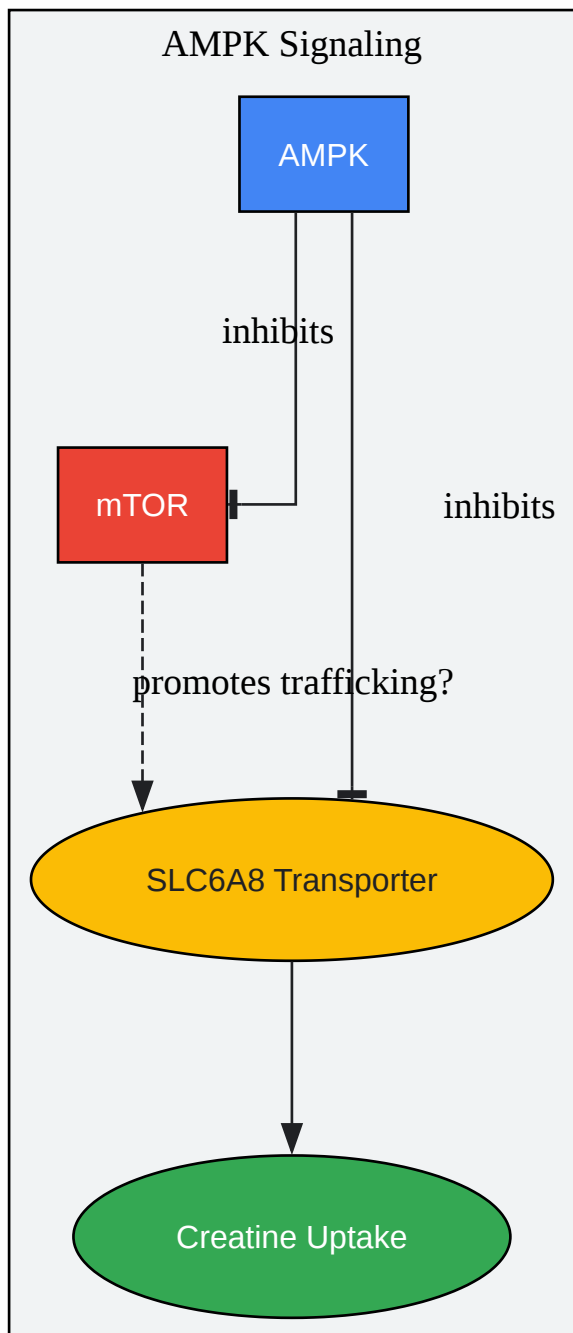 AMPK Signaling
AMPK
inhibits
mTOR
inhibits
promotes trafficking?
SLC6A8 Transporter
Creatine Uptake